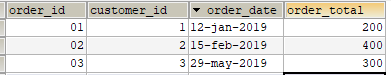 order_id customer_id order_date order_total
01 1 12-jan-2019 200
02 2 15-feb-2019 400
03 3 29-may-2019 300